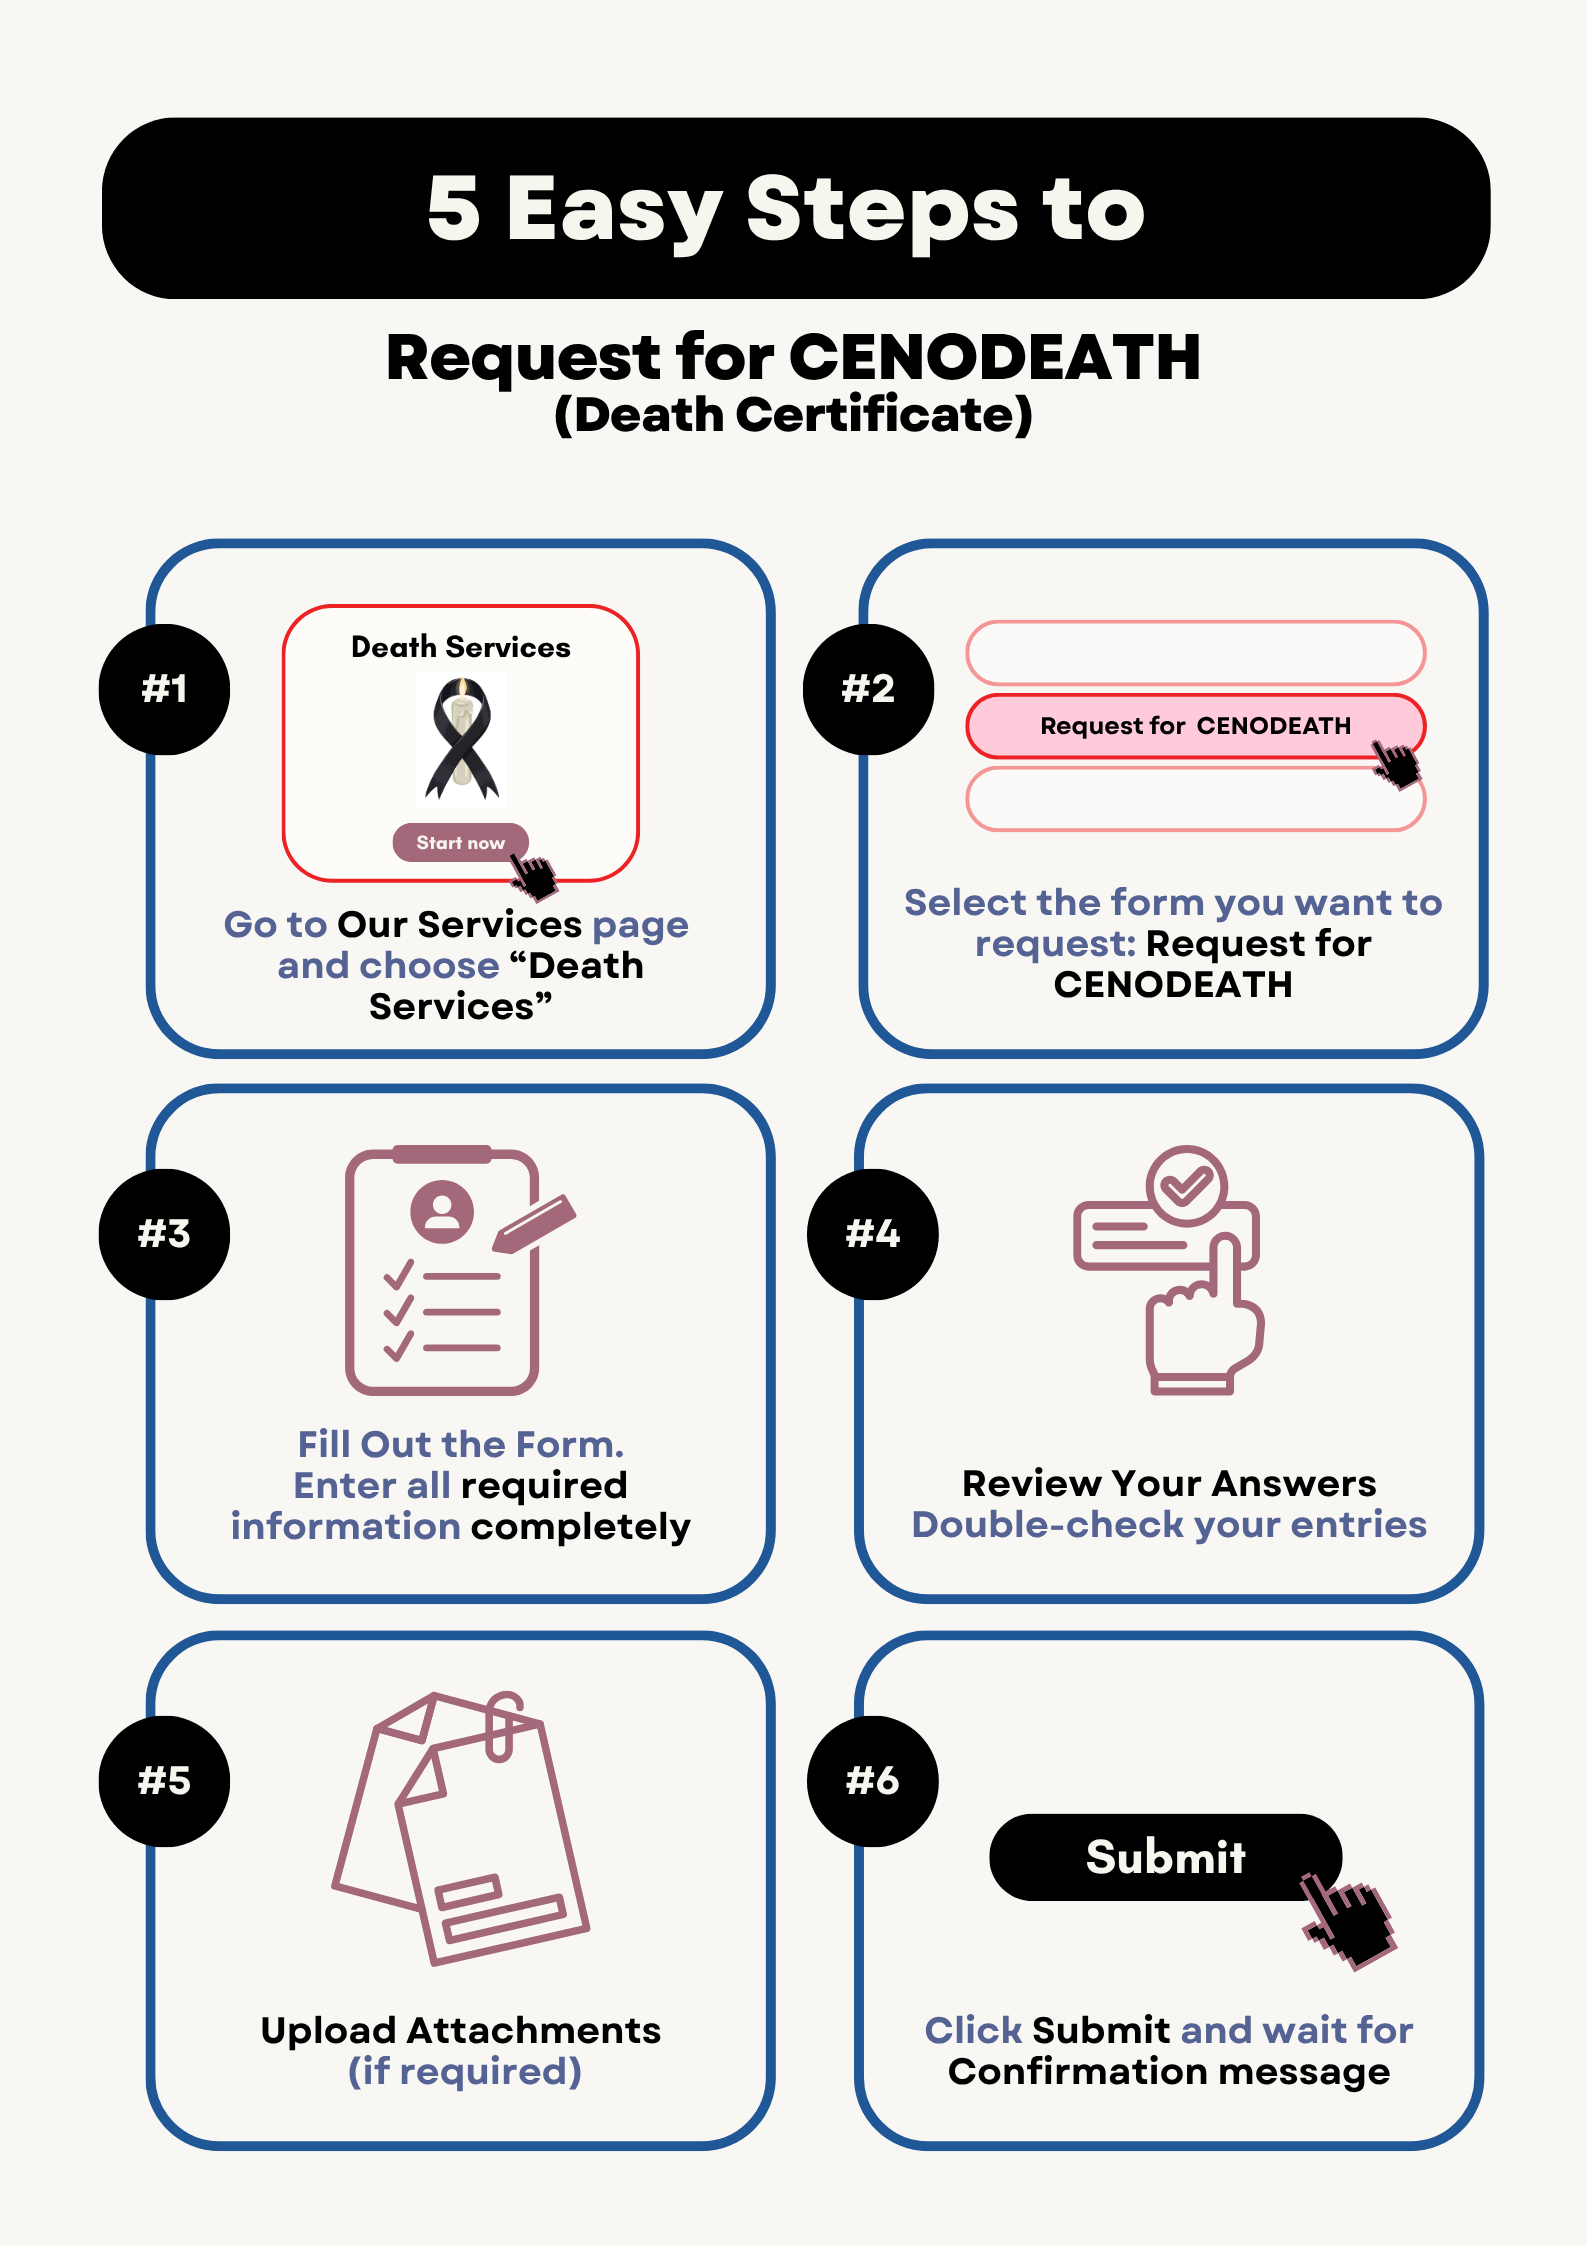 5 Easy Steps to
Request for CENODEATH
(Death Certificate)
#1
Death Services
Start now
Go to Our Services page
and choose “Death
Services”
#2
Request for CENODEATH
Select the form you want to
request: Request for
CENODEATH
#3
Fill Out the Form.
Enter all required
information completely
#4
Review Your Answers
Double-check your entries
#5
Upload Attachments
(if required)
#6
Submit
Click Submit and wait for
Confirmation message